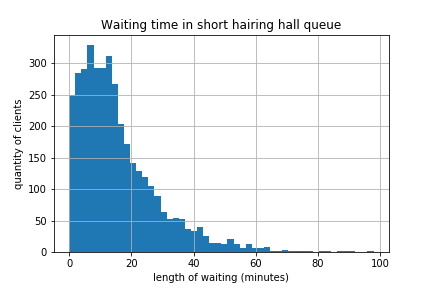 Waiting time in short hairing hall queue
quantity of clients
300
250
200
150
100
50
0
0 20 40 60 80 100
length of waiting (minutes)